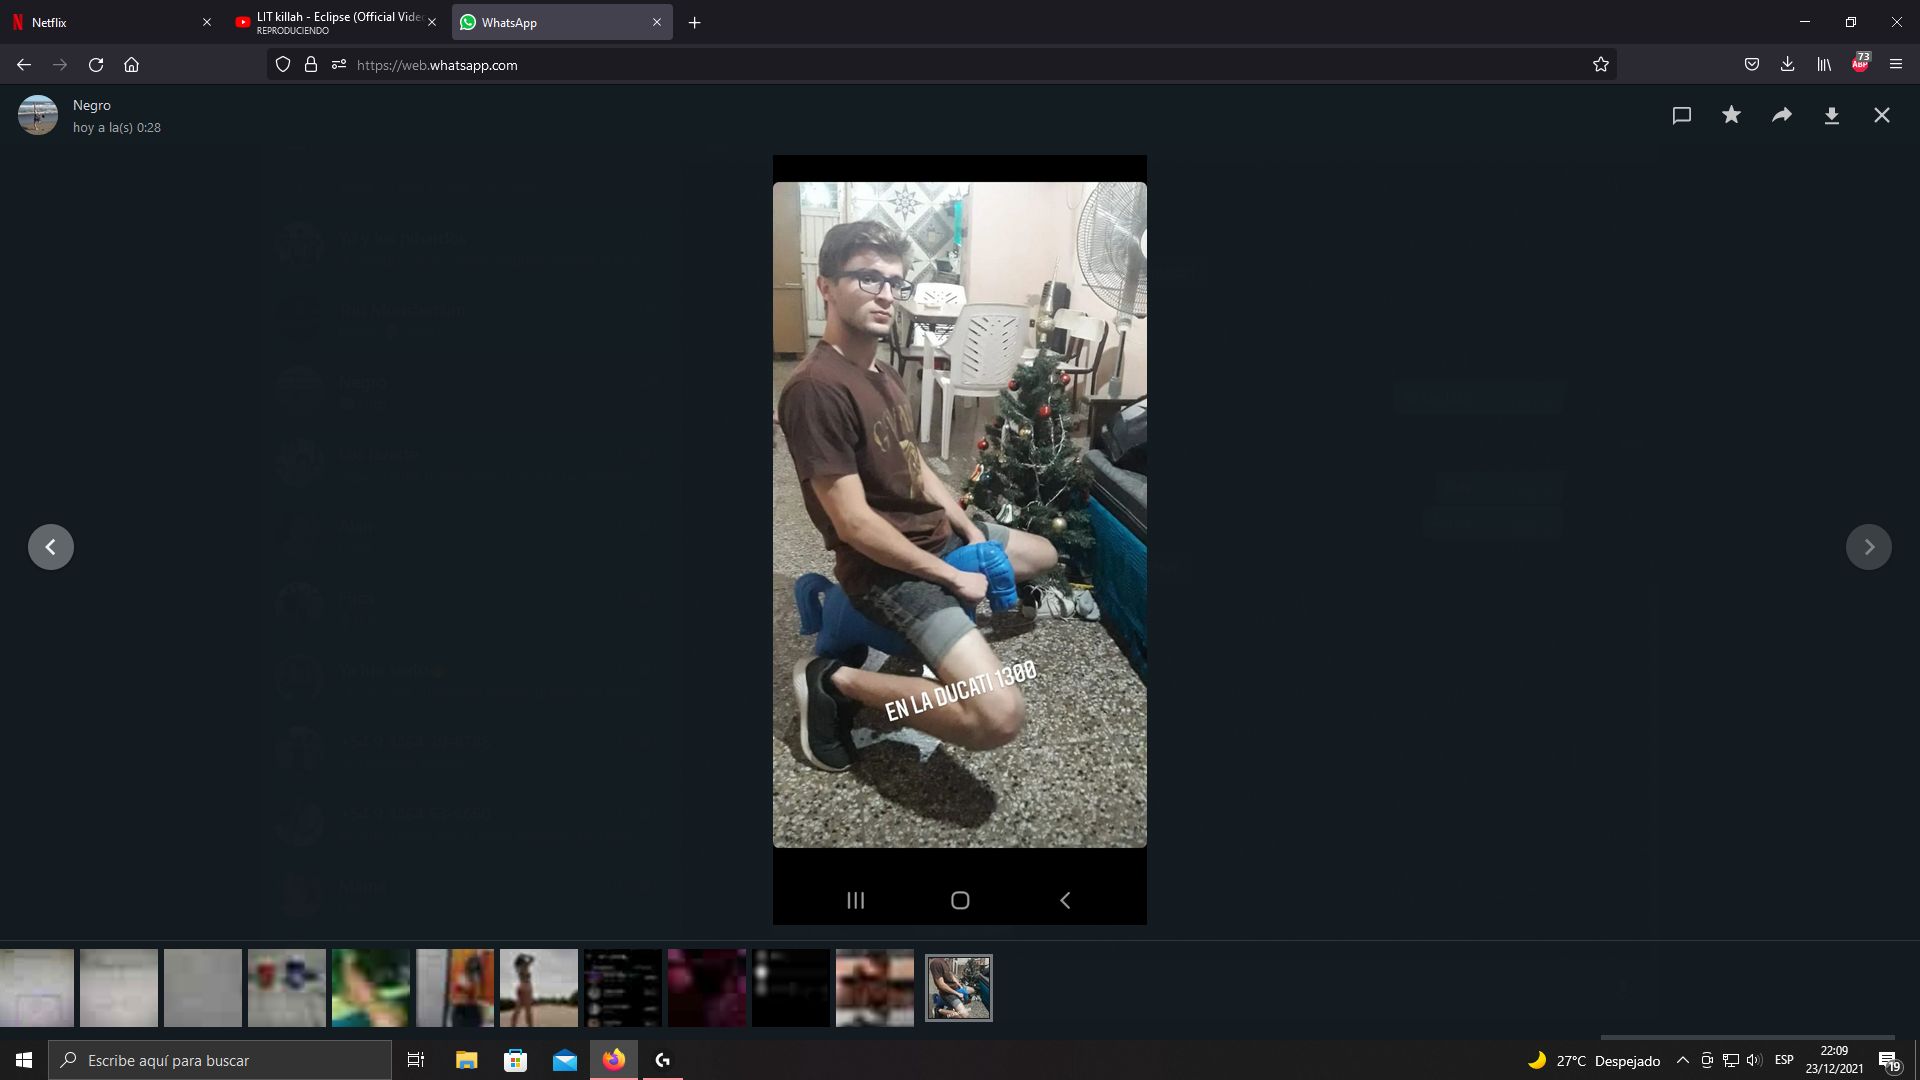 Netflix
LIT killah - Eclipse (Official Vide
REPRODUCIENDO
WhatsApp
https://web.whatsapp.com
73
ABP
Negro
hoy a la(s) 0:28
EN LA DUCATI 1300
Escribe aquí para buscar
27°C Despejado
ESP
22:09
23/12/2021
19